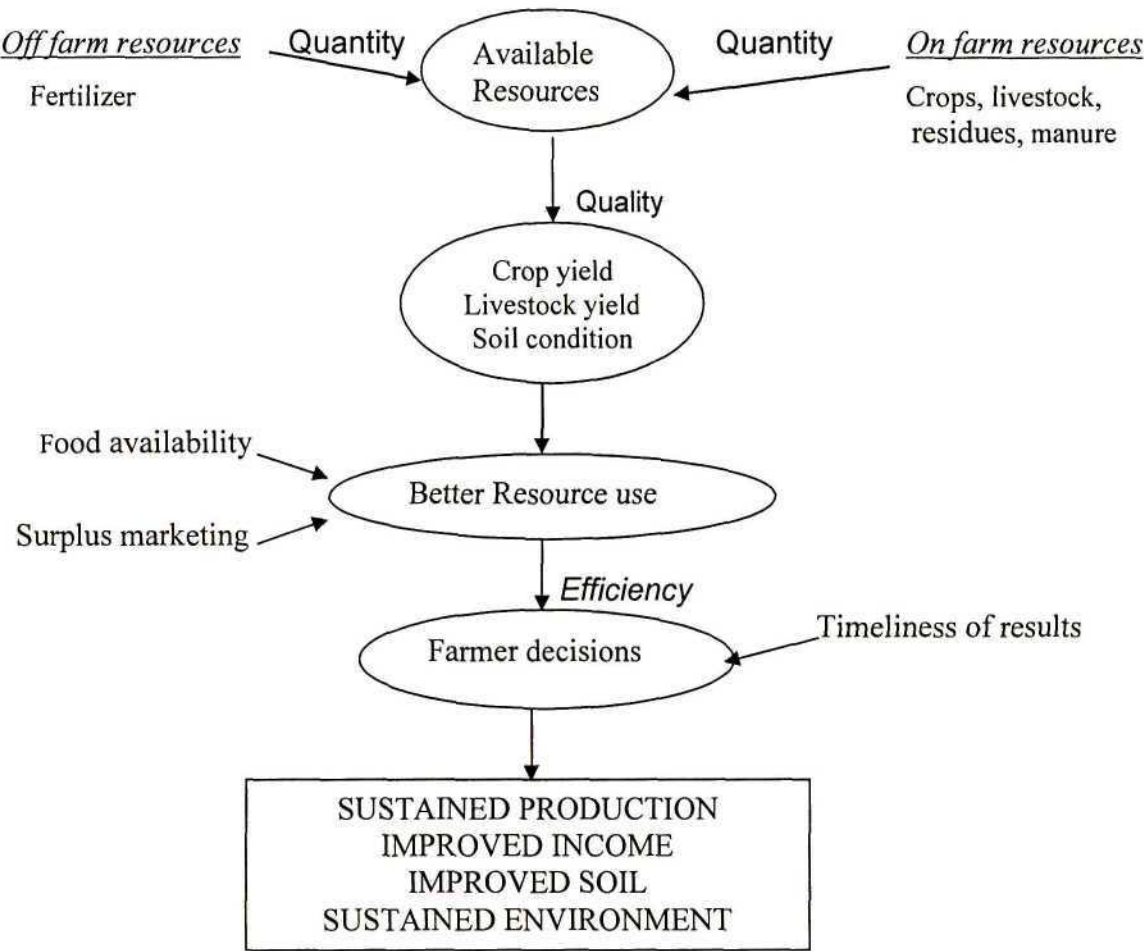 Off farm resources
Quantity
Available
Resources
Quantity
On farm resources
Fertilizer
Crops, livestock,
residues, manure
Quality
Crop yield
Livestock yield
Soil condition
Food availability
Better Resource use
Surplus marketing
Efficiency
Farmer decisions
Timeliness of results
SUSTAINED PRODUCTION
IMPROVED INCOME
IMPROVED SOIL
SUSTAINED ENVIRONMENT